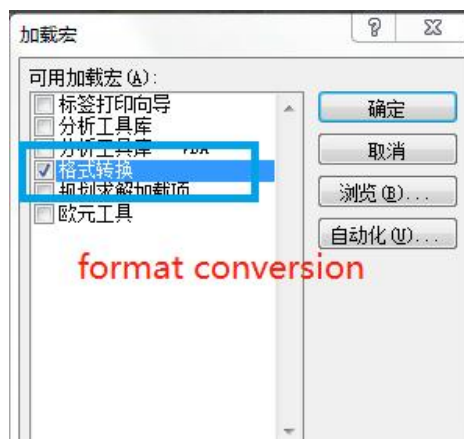 加载宏
可用加载宏(A):
标签打印向导
分析工具库
分析工具库 - VBA
格式转换
规划求解加载项
欧元工具
确定
取消
浏览(B)...
自动化(U)...
format conversion